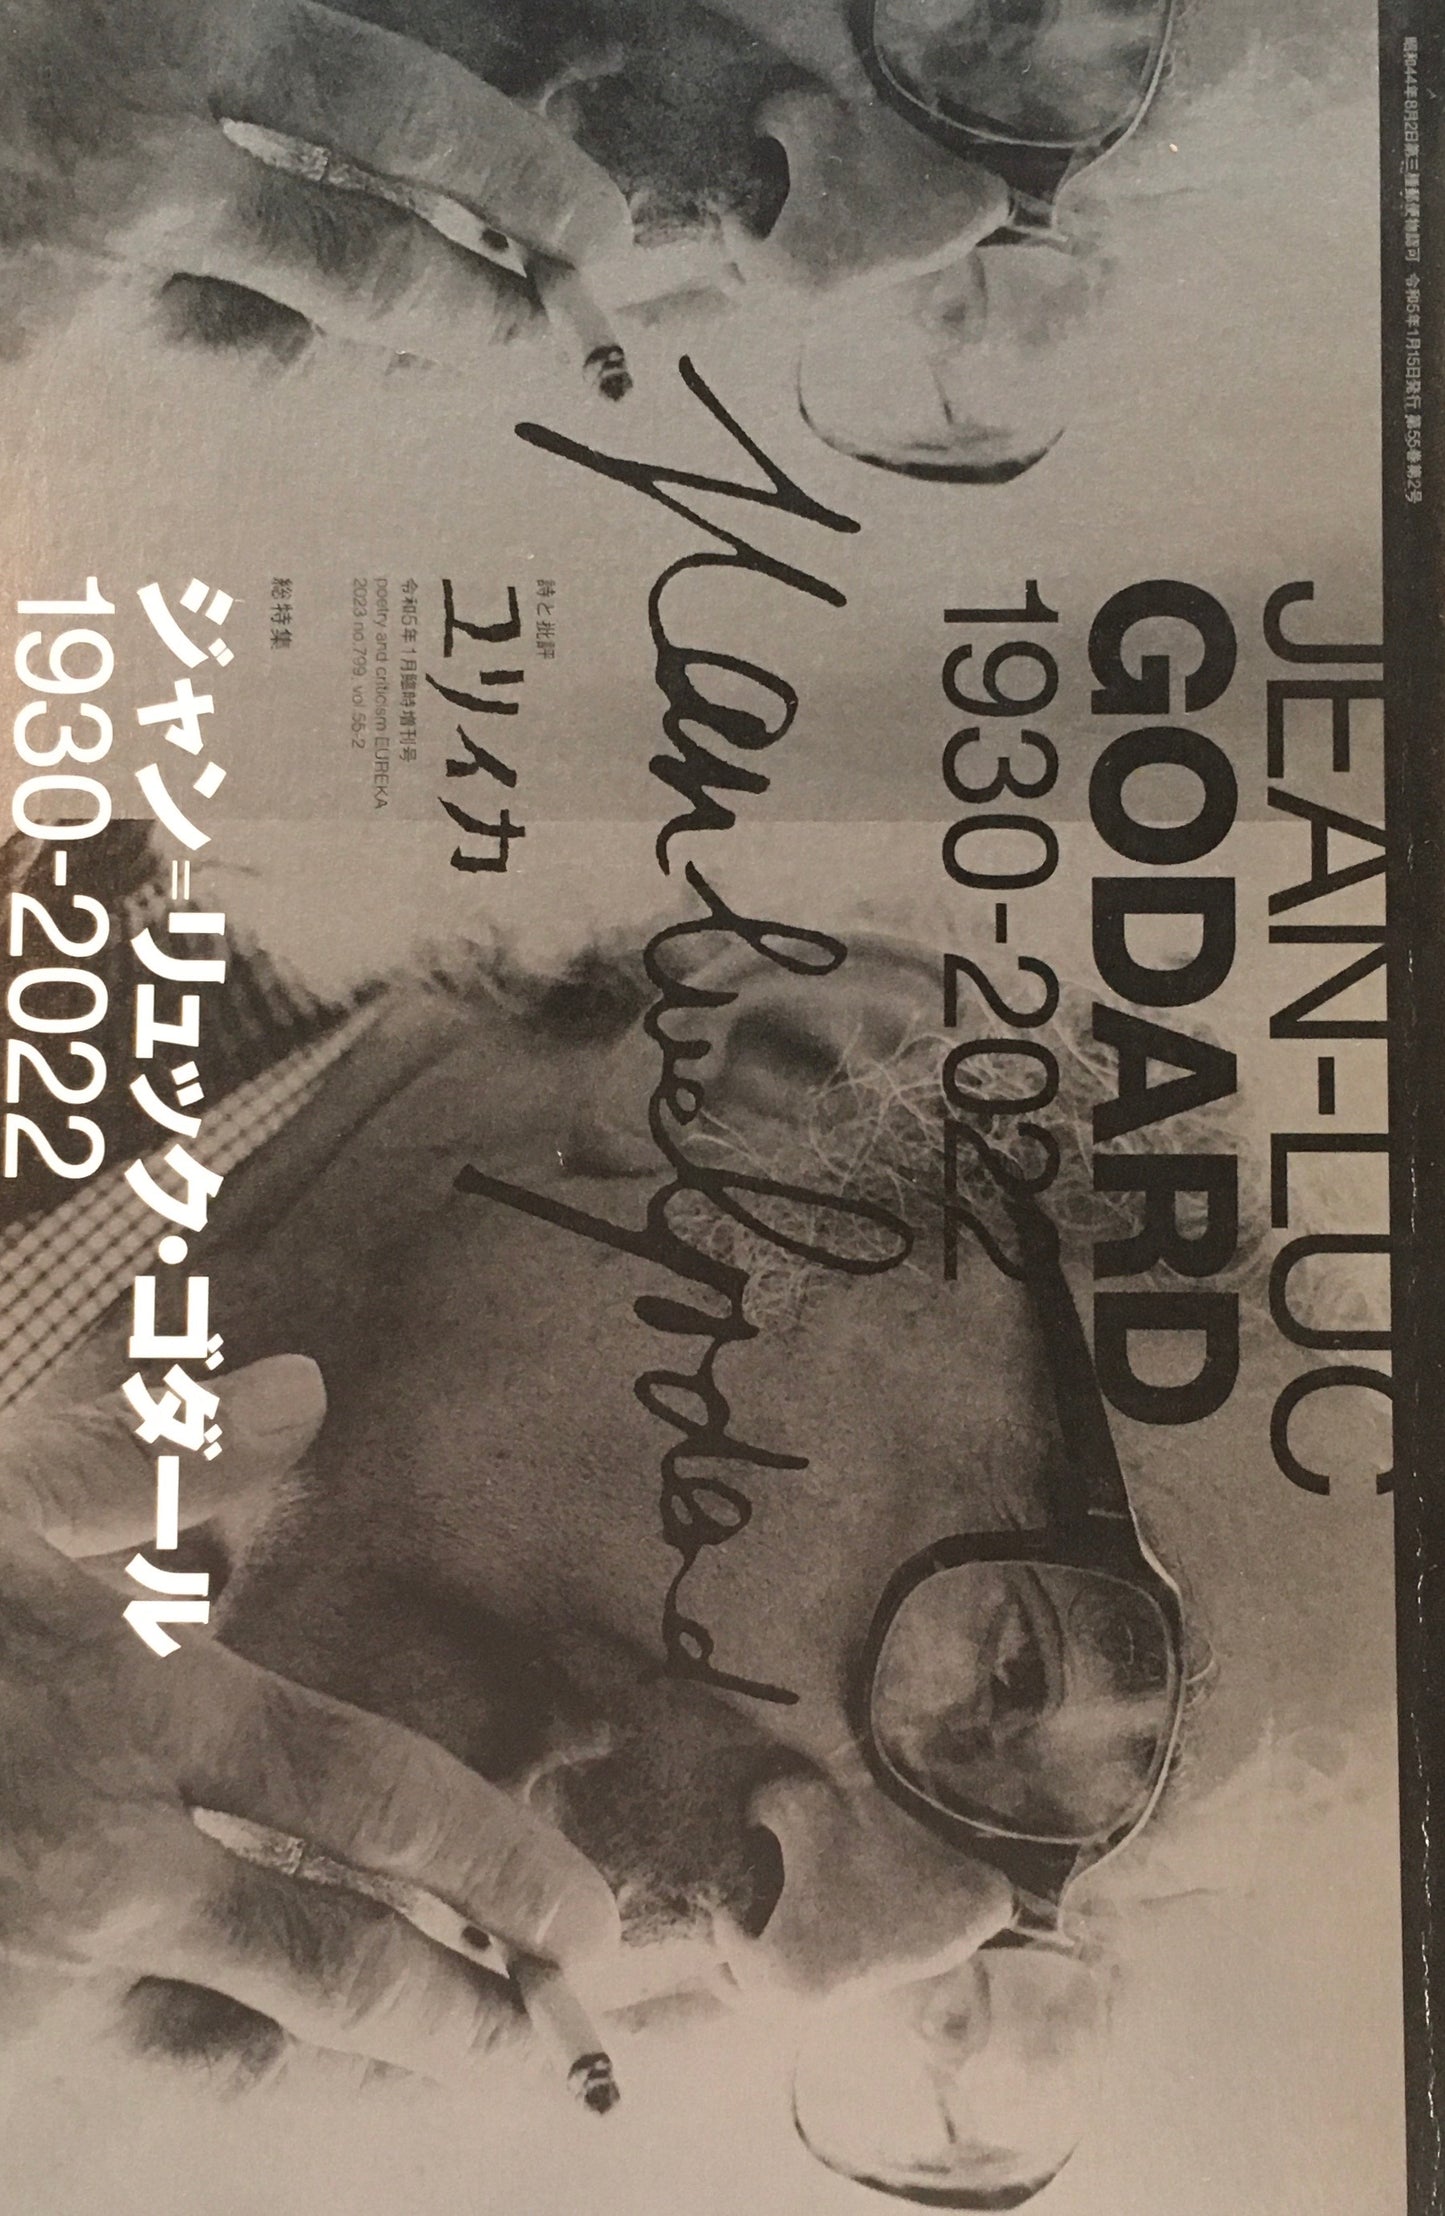 昭和44年8月2日第三種郵便物認可 令和5年1月15日発行 第55巻第2号
JEAN-LUC
GODARD
1930-2022
詩と批評
ユリイカ
令和5年1月臨時増刊号
poetry and criticism EUREKA
2023 no.799. vol 55-2
総特集
ジャン=リュック・ゴダール
1930-2022